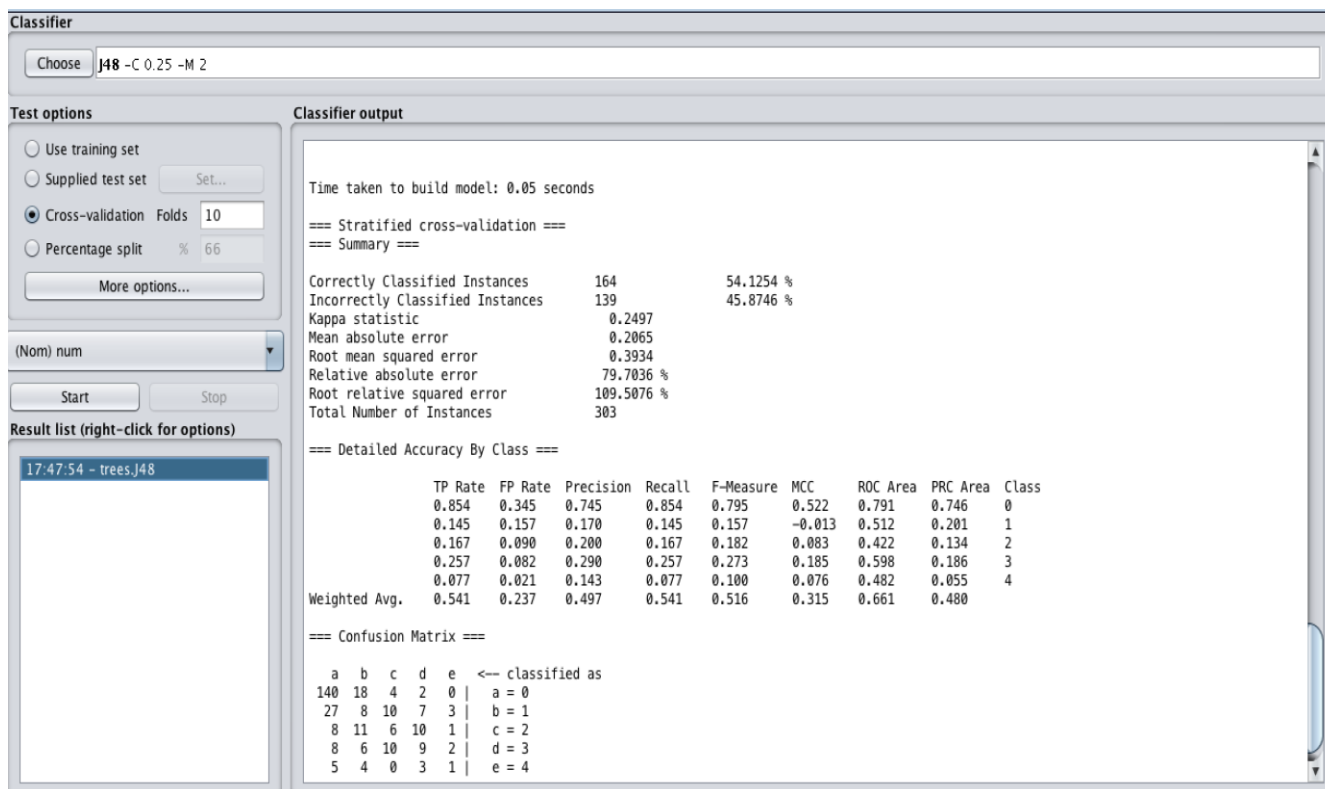 Classifier
Choose J48 -C 0.25 -M 2
Test options
Use training set
Supplied test set Set...
Cross-validation Folds 10
Percentage split % 66
More options...
(Nom) num
Start Stop
Result list (right-click for options)
17:47:54 - trees.J48
Classifier output
Time taken to build model: 0.05 seconds
=== Stratified cross-validation ===
=== Summary ===
Correctly Classified Instances 164 54.1254 %
Incorrectly Classified Instances 139 45.8746 %
Kappa statistic 0.2497
Mean absolute error 0.2065
Root mean squared error 0.3934
Relative absolute error 79.7036 %
Root relative squared error 109.5076 %
Total Number of Instances 303
=== Detailed Accuracy By Class ===
TP Rate FP Rate Precision Recall F-Measure MCC ROC Area PRC Area Class
0.854 0.345 0.745 0.854 0.795 0.522 0.791 0.746 0
0.145 0.157 0.170 0.145 0.157 -0.013 0.512 0.201 1
0.167 0.090 0.200 0.167 0.182 0.083 0.422 0.134 2
0.257 0.082 0.290 0.257 0.273 0.185 0.598 0.186 3
0.077 0.021 0.143 0.077 0.100 0.076 0.482 0.055 4
Weighted Avg. 0.541 0.237 0.497 0.541 0.516 0.315 0.661 0.480
=== Confusion Matrix ===
a b c d e <-- classified as
140 18 4 2 0 | a = 0
27 8 10 7 3 | b = 1
8 11 6 10 1 | c = 2
8 6 10 9 2 | d = 3
5 4 0 3 1 | e = 4